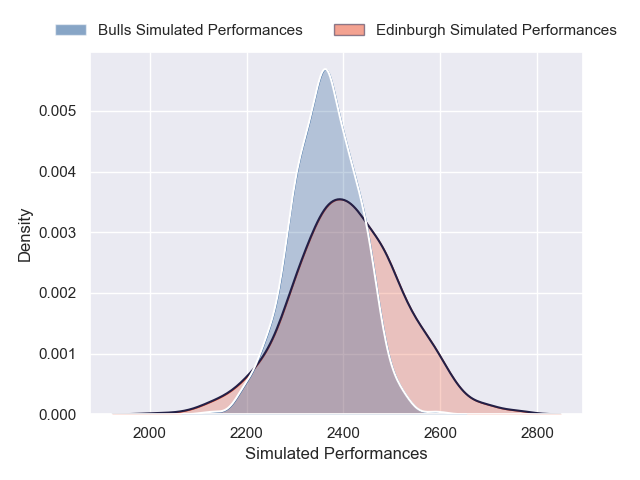 Bulls Simulated Performances Edinburgh Simulated Performances
0.005
0.004
0.003
0.002
0.001
0.000
Density
2000 2200 2400 2600 2800
Simulated Performances